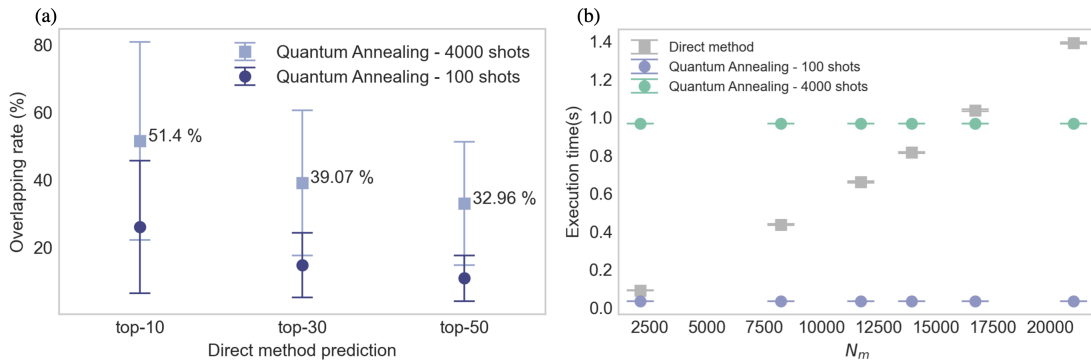 (a)
80
60
40
20
Overlapping rate (%)
Quantum Annealing - 4000 shots
Quantum Annealing - 100 shots
51.4 %
39.07 %
32.96 %
top-10
top-30
top-50
Direct method prediction
(b)
1.4
1.2
1.0
0.8
0.6
0.4
0.2
0.0
Execution time(s)
Direct method
Quantum Annealing - 100 shots
Quantum Annealing - 4000 shots
2500
5000
7500
10000
12500
15000
17500
20000
N_m